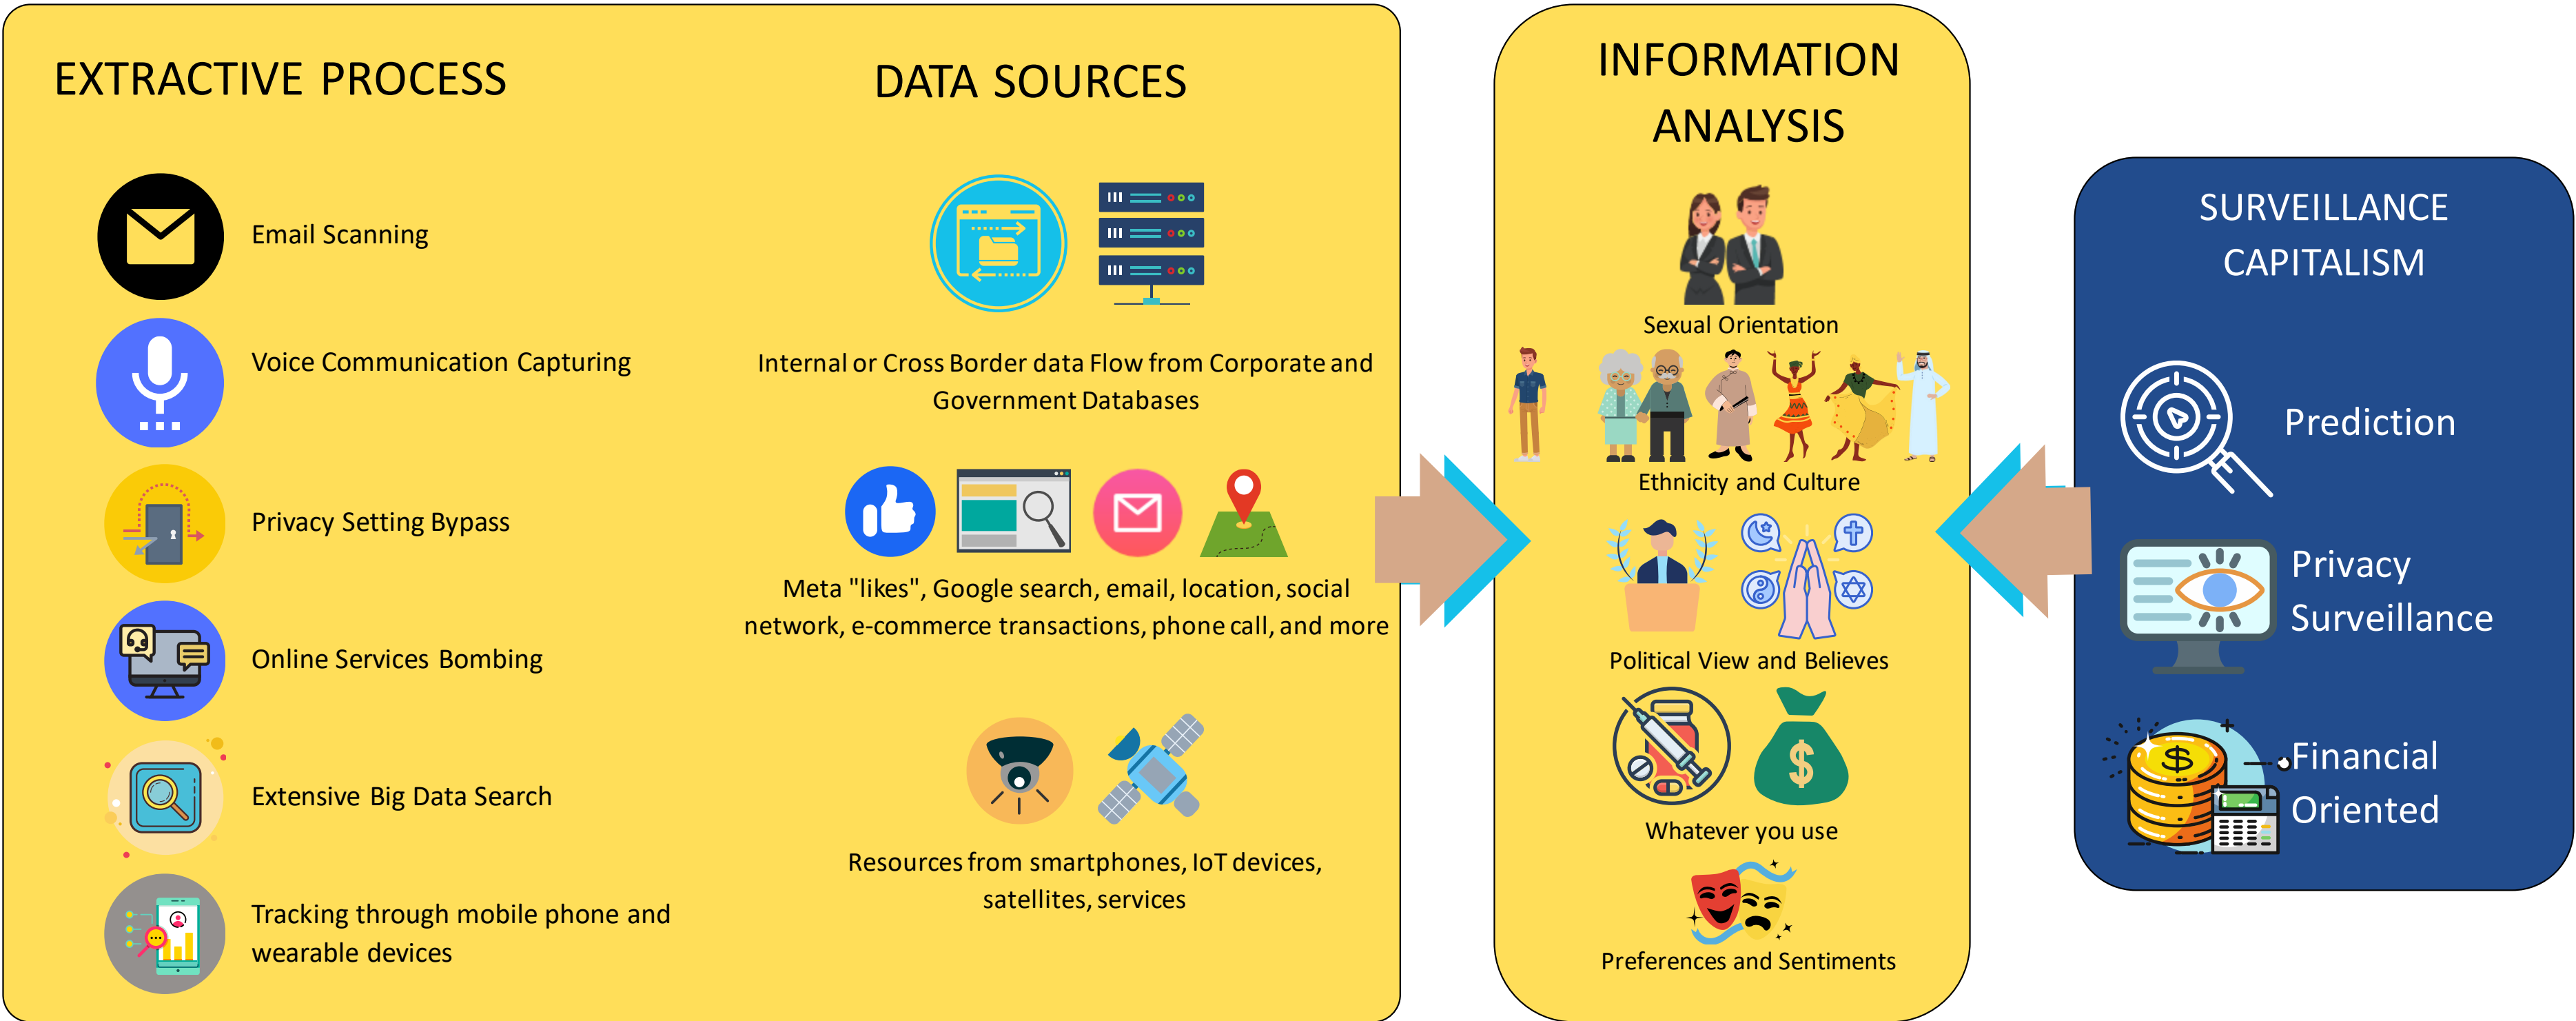 EXTRACTIVE PROCESS
Email Scanning
Voice Communication Capturing
Privacy Setting Bypass
Online Services Bombing
Extensive Big Data Search
Tracking through mobile phone and
wearable devices
DATA SOURCES
Internal or Cross Border data Flow from Corporate and
Government Databases
Meta "likes", Google search, email, location, social
network, e-commerce transactions, phone call, and more
Resources from smartphones, IoT devices,
satellites, services
INFORMATION
ANALYSIS
Sexual Orientation
Ethnicity and Culture
Political View and Believes
$
Whatever you use
Preferences and Sentiments
SURVEILLANCE
CAPITALISM
Prediction
Privacy
Surveillance
$
Financial
Oriented